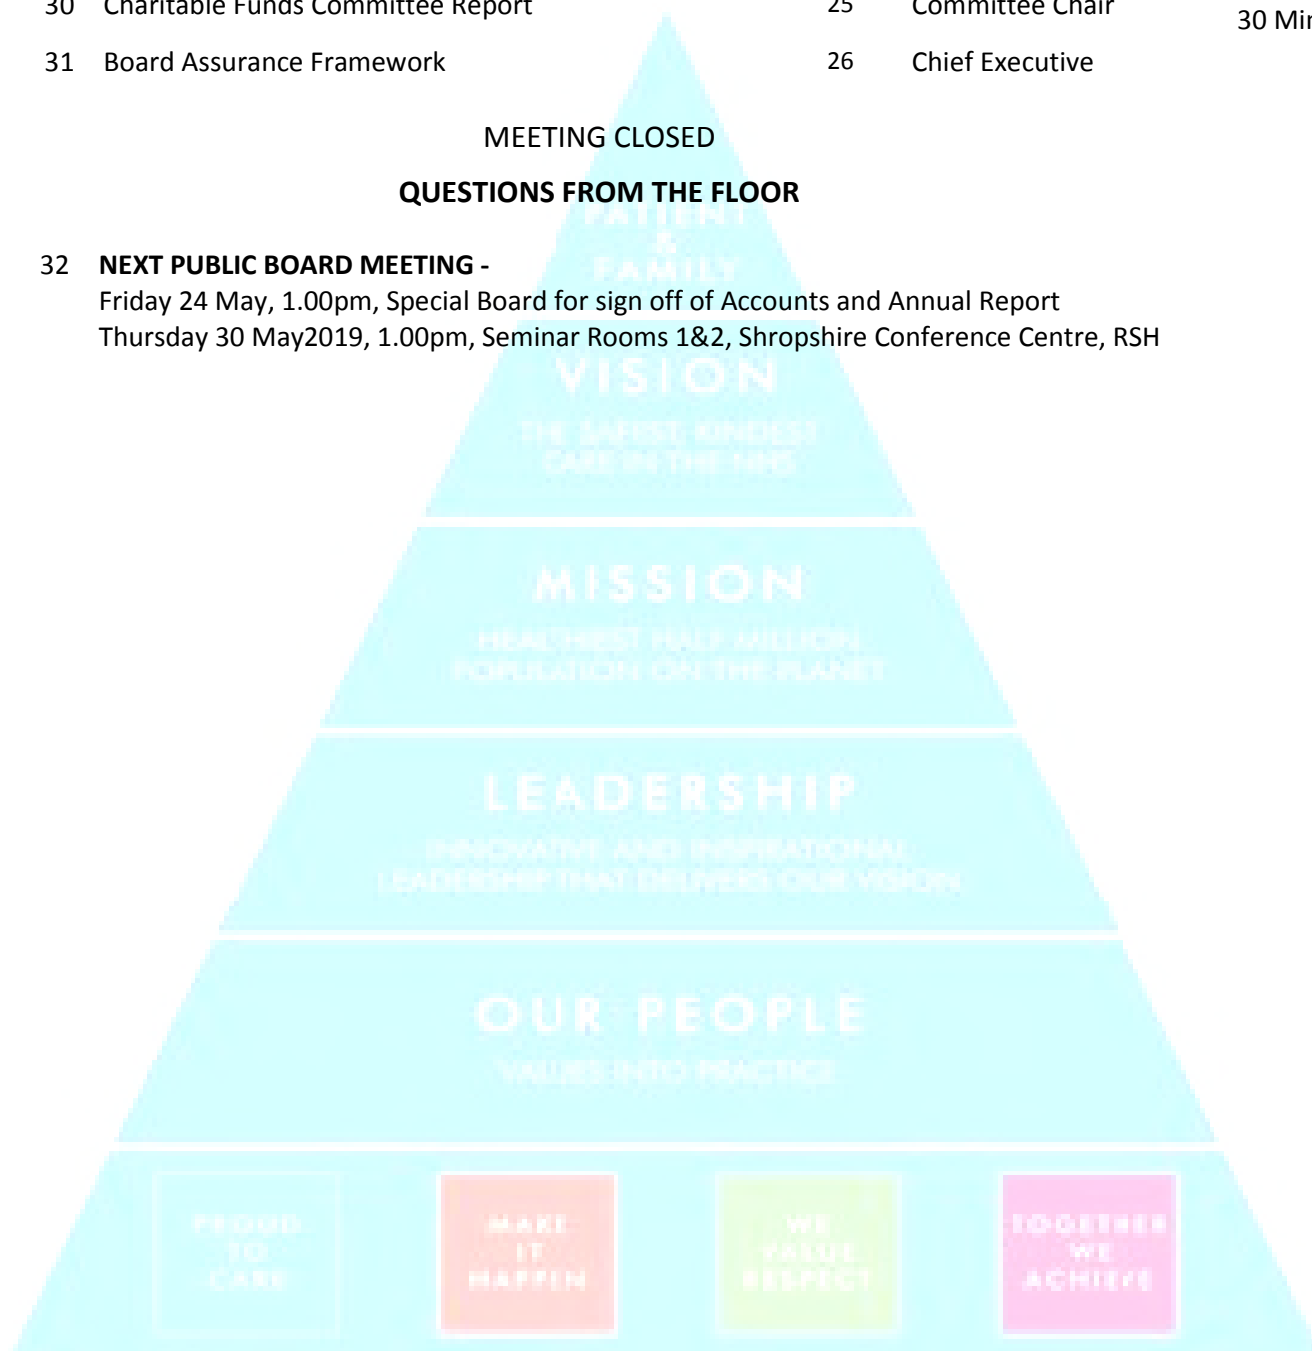 30 Charitable Funds Committee Report 25 Committee Chair
30 Min
31 Board Assurance Framework 26 Chief Executive
MEETING CLOSED
QUESTIONS FROM THE FLOOR
PATIENT
&
FAMILY
32 NEXT PUBLIC BOARD MEETING -
Friday 24 May, 1.00pm, Special Board for sign off of Accounts and Annual Report
Thursday 30 May2019, 1.00pm, Seminar Rooms 1&2, Shropshire Conference Centre, RSH
VISION
THE SAFEST, KINDEST
CARE IN THE NHS
MISSION
HEALTHIEST HALF MILLION
POPULATION ON THE PLANET
LEADERSHIP
INNOVATIVE AND INSPIRATIONAL
LEADERSHIP THAT DELIVERS OUR VISION
OUR PEOPLE
VALUES INTO PRACTICE
PROUD
TO
CARE
MAKE
IT
HAPPEN
WE
VALUE
RESPECT
TOGETHER
WE
ACHIEVE